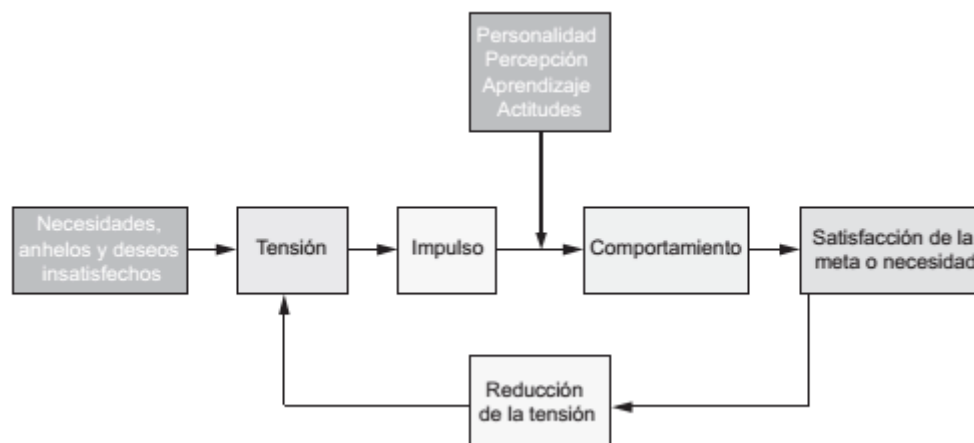 Personalidad
Percepción
Aprendizaje
Actitudes
Necesidades,
anhelos y deseos
insatisfechos
Tensión
Impulso
Comportamiento
Satisfacción de la
meta o necesidad
Reducción
de la tensión